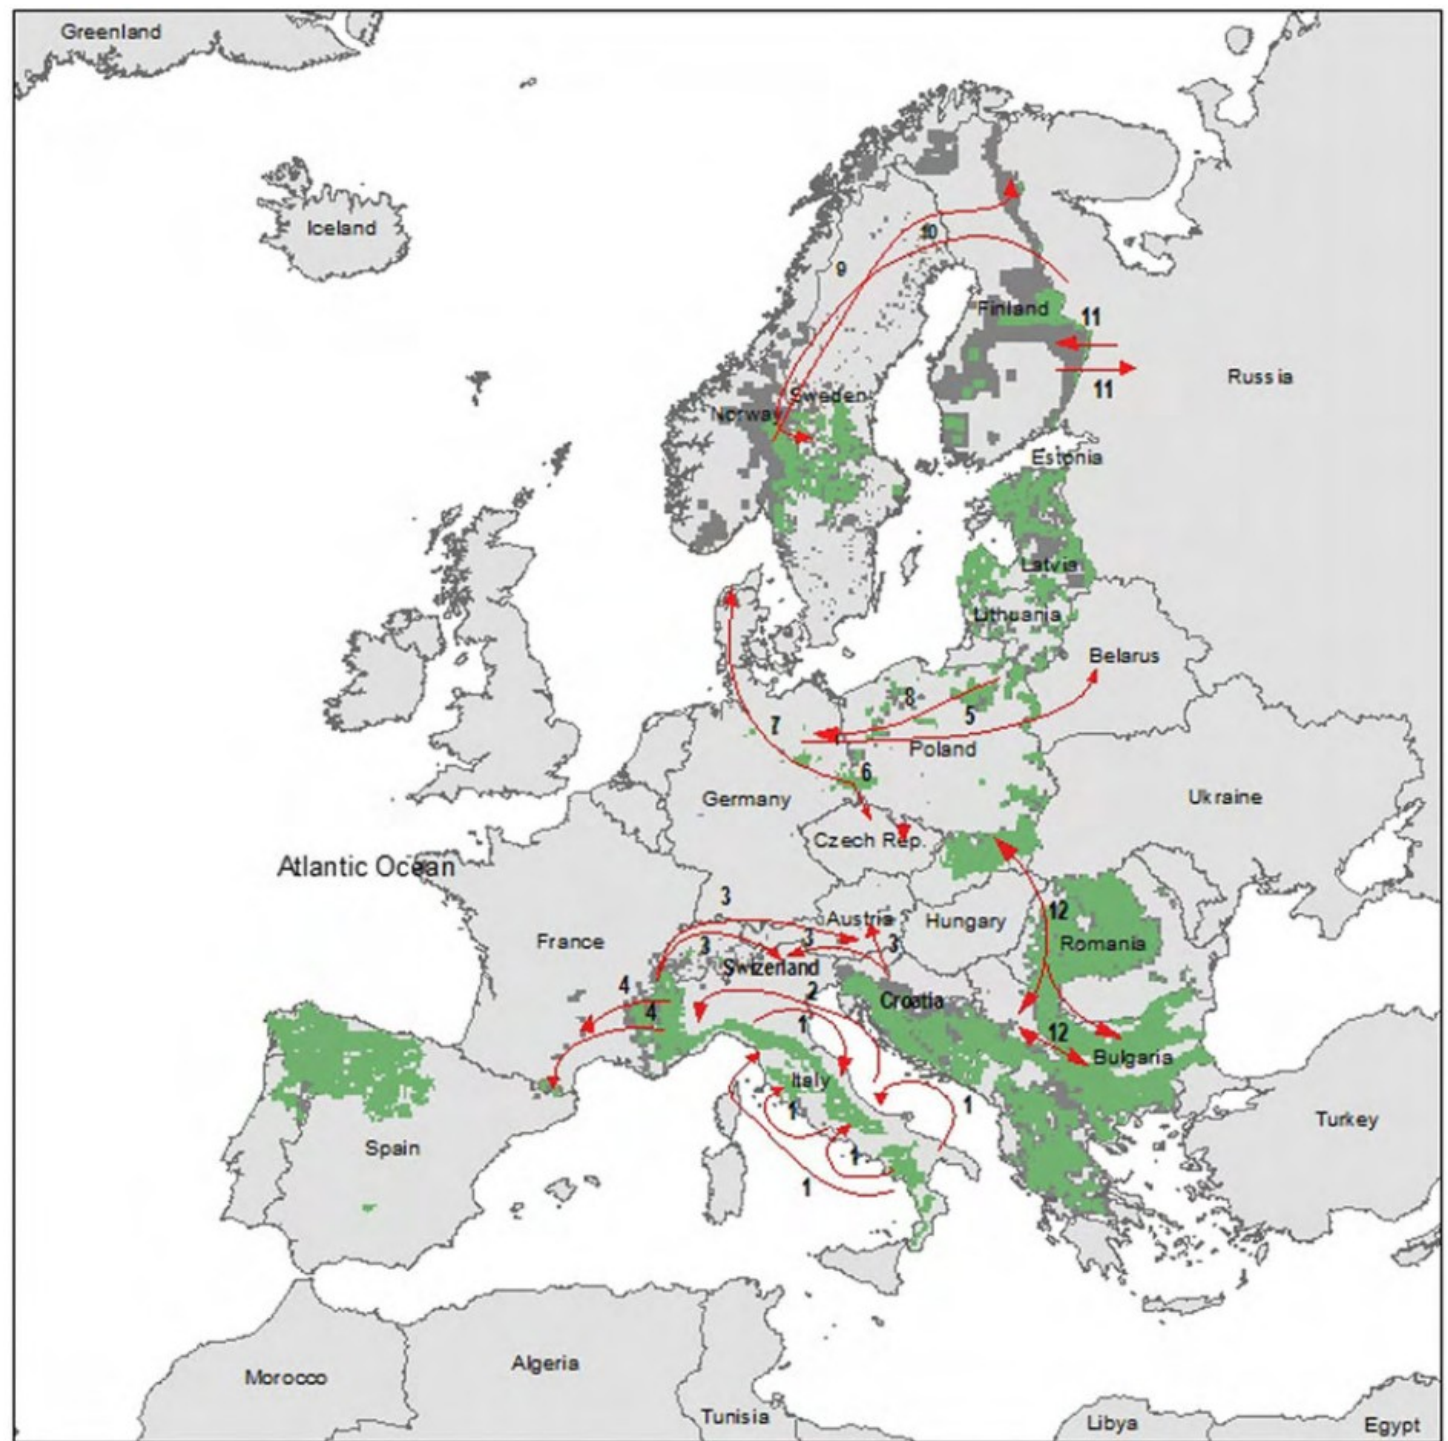 Greenland
Iceland
10
9
Finland
11
Russia
11
Sweden
Norway
Estonia
Latvia
Lithuania
Belarus
8
5
7
Poland
6
Germany
Ukraine
Czech Rep.
Atlantic Ocean
3
12
Austria
Hungary
France
3
3
3
Romania
Swizerland
4
2
Croatia
4
1
12
Bulgaria
Italy
1
1
Turkey
Spain
1
1
Algeria
Morocco
Tunisia
Libya
Egypt